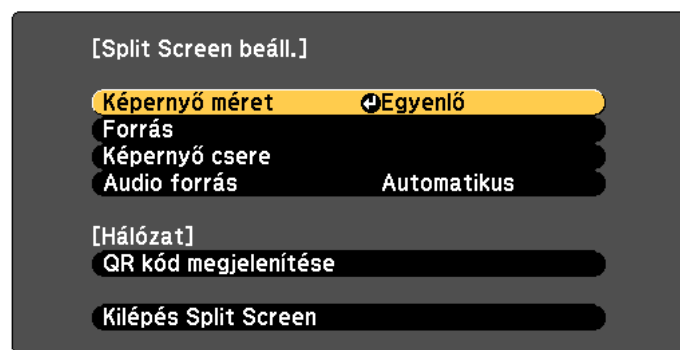 [Split Screen beáll.]
Képernyő méret Egyenlő
Forrás
Képernyő csere
Audio forrás Automatikus
[Hálózat]
QR kód megjelenítése
Kilépés Split Screen